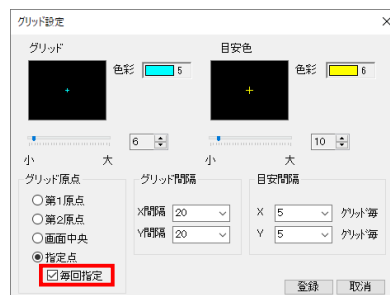 グリッド設定
グリッド 目安色
色彩 5 色彩 6
6 10
小 大 小 大
グリッド原点 グリッド間隔 目安間隔
第1原点
X間隔 20 X 5 グリッド毎
第2原点
Y間隔 20 Y 5 グリッド毎
画面中央
指定点
毎回指定
登録 取消